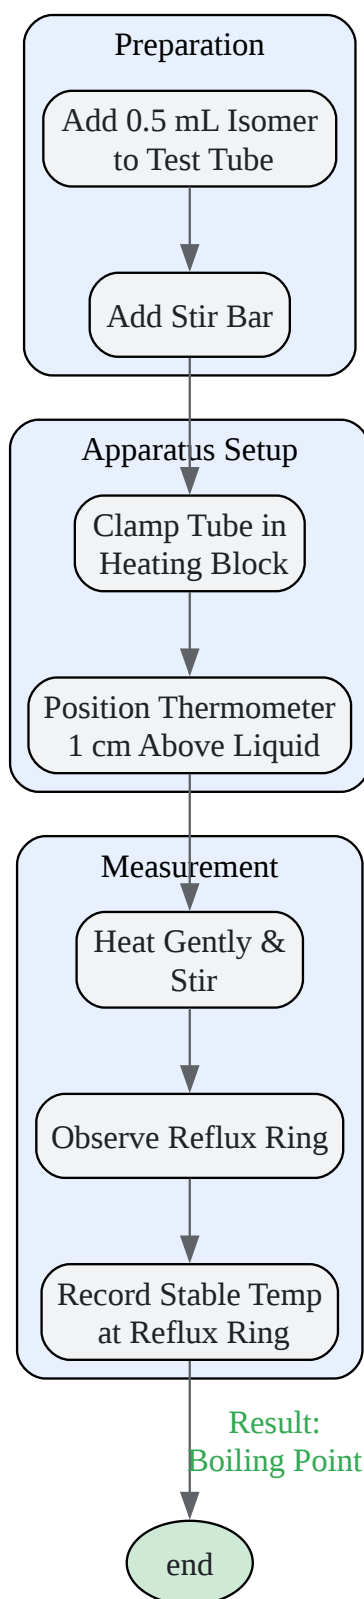 Preparation
Add 0.5 mL Isomer
to Test Tube
Add Stir Bar
Apparatus Setup
Clamp Tube in
Heating Block
Position Thermometer
1 cm Above Liquid
Measurement
Heat Gently &
Stir
Observe Reflux Ring
Record Stable Temp
at Reflux Ring
Result:
Boiling Point
end